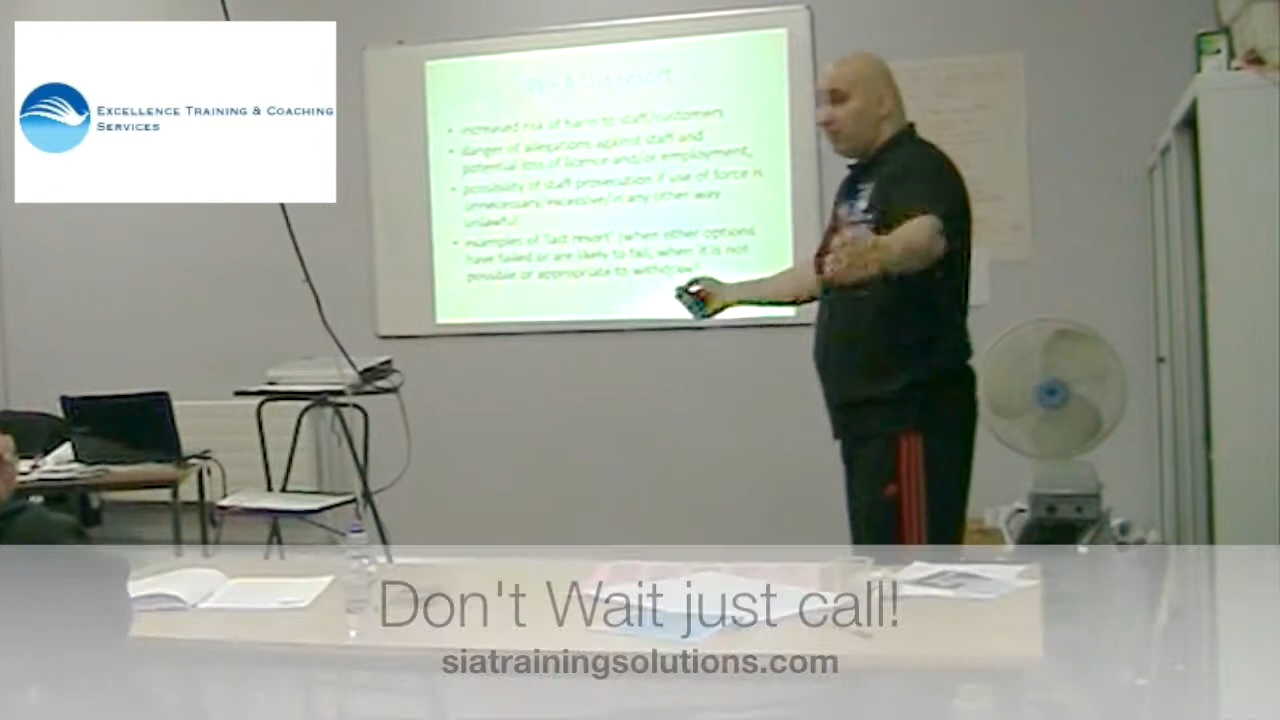 EXCELLENCE TRAINING & COACHING
SERVICES
A last resort
• increased risk of harm to staff/customers
• danger of allegations against staff and
potential loss of licence and/or employment,
• possibility of staff prosecution if use of force is
unnecessary/excessive/in any other way
unlawful
• examples of 'last resort' (when other options
have failed or are likely to fail, when it is not
possible or appropriate to withdraw)
Don't Wait just call!
siatrainingsolutions.com